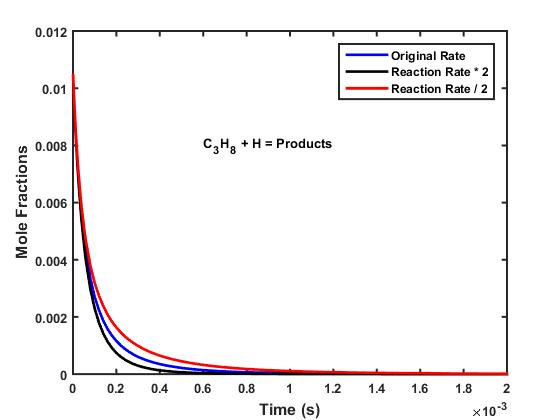 0.012
0.01
0.008
0.006
0.004
0.002
0
Mole Fractions
Original Rate
Reaction Rate * 2
Reaction Rate / 2
C3H8 + H = Products
0 0.2 0.4 0.6 0.8 1 1.2 1.4 1.6 1.8 2
×10-3
Time (s)